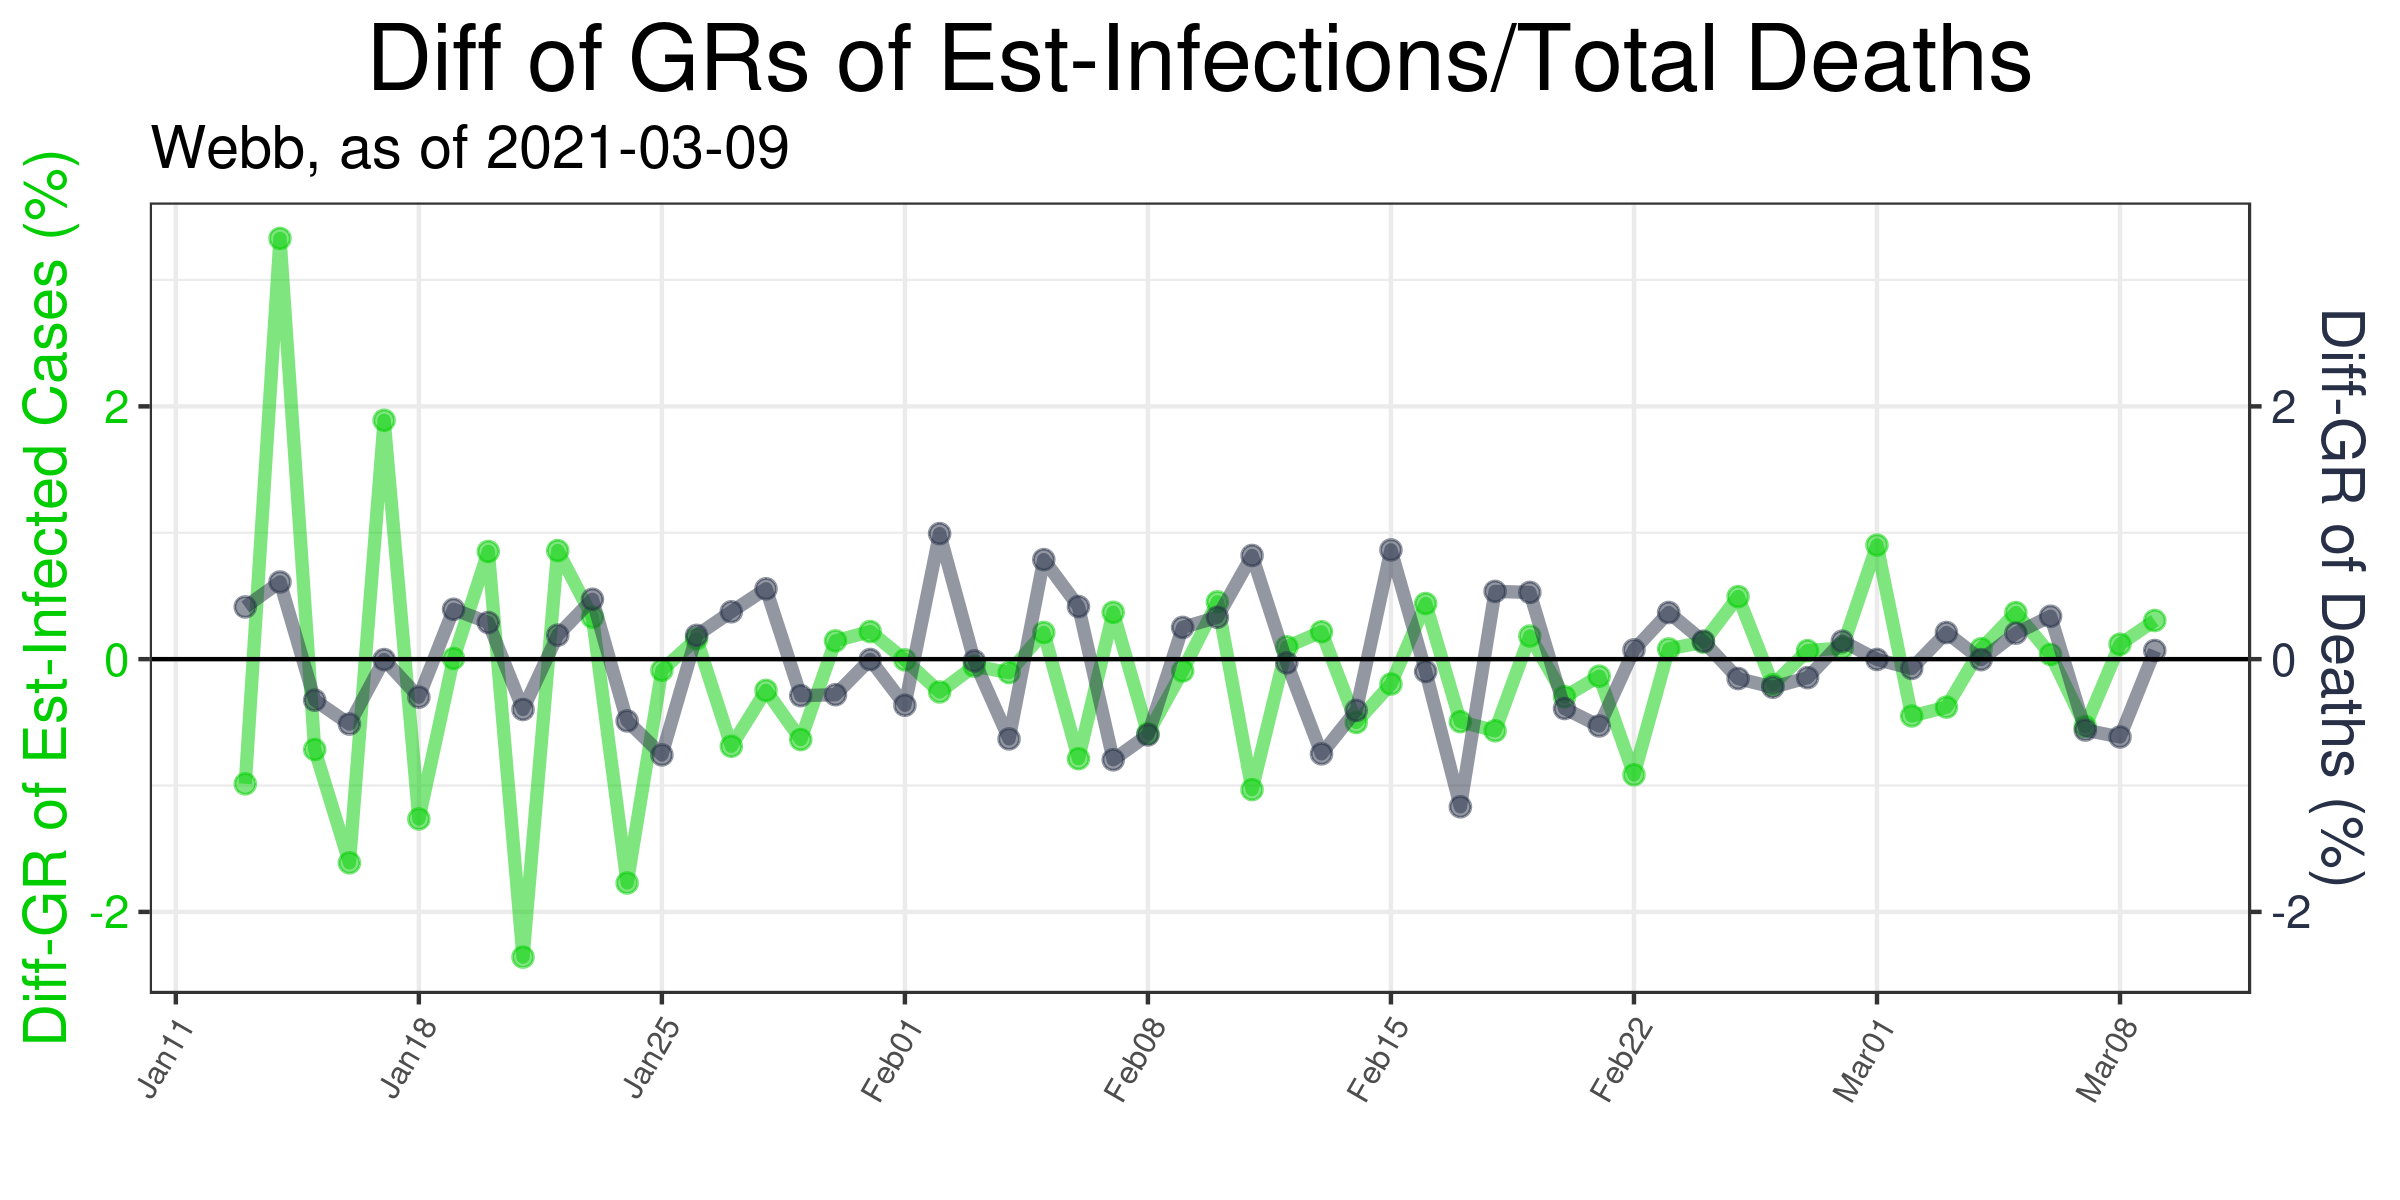 Diff of GRs of Est-Infections/Total Deaths
Webb, as of 2021-03-09
Diff-GR of Est-Infected Cases (%)
2
0
-2
2
0
-2
Diff-GR of Deaths (%)
Jan11
Jan18
Jan25
Feb01
Feb08
Feb15
Feb22
Mar01
Mar08